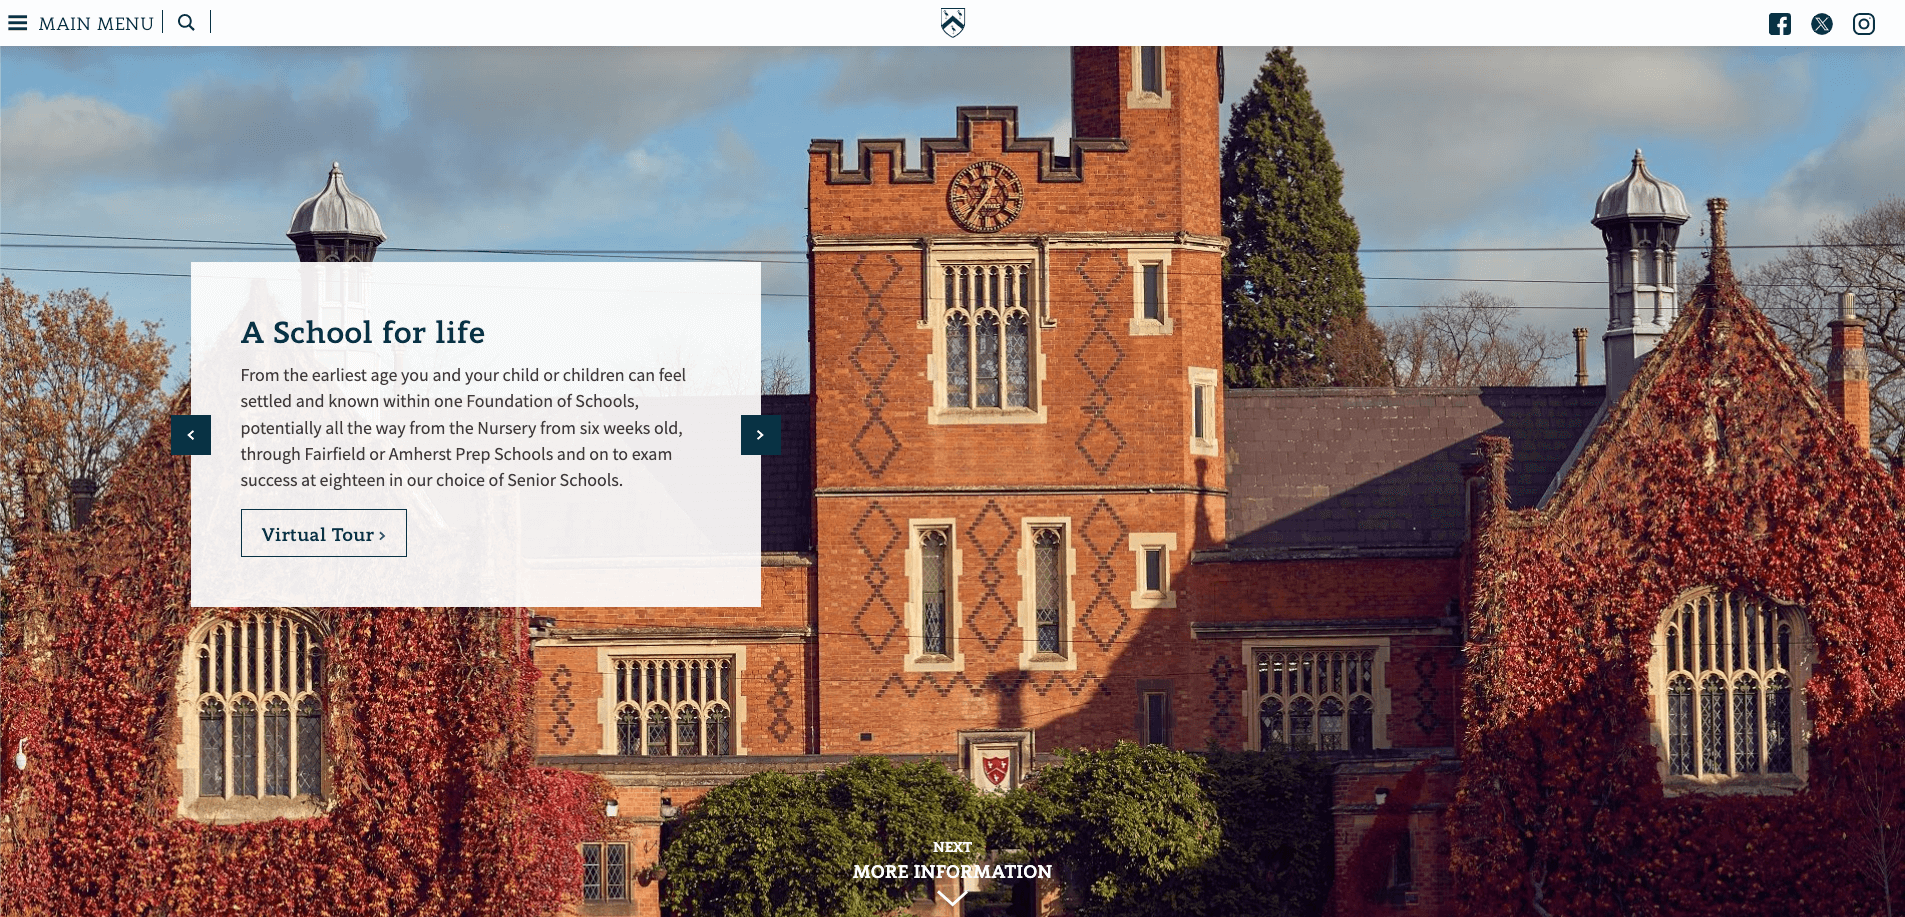 MAIN MENU
A School for life
From the earliest age you and your child or children can feel
settled and known within one Foundation of Schools,
potentially all the way from the Nursery from six weeks old,
through Fairfield or Amherst Prep Schools and on to exam
success at eighteen in our choice of Senior Schools.
Virtual Tour ›
NEXT
MORE INFORMATION